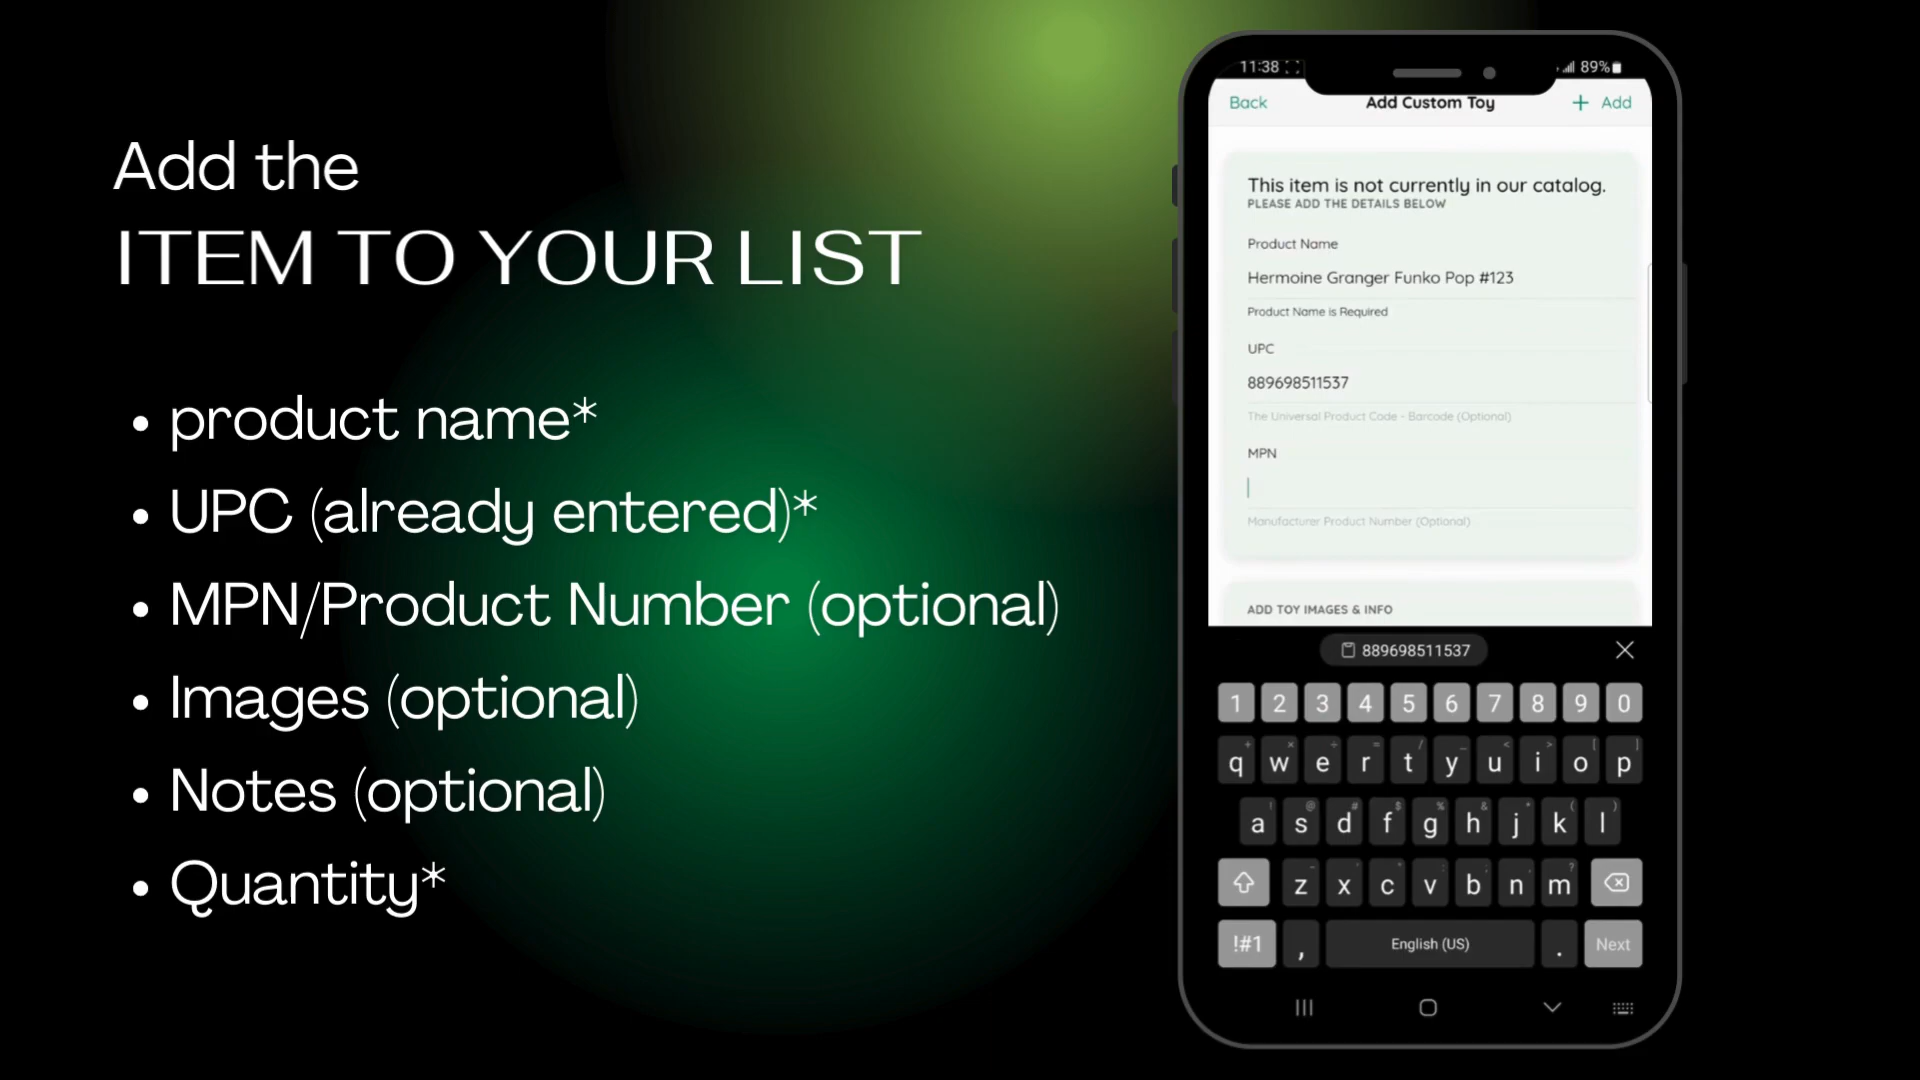 Add the
ITEM TO YOUR LIST
• product name*
• UPC (already entered)*
• MPN/Product Number (optional)
• Images (optional)
• Notes (optional)
• Quantity*
11:38
89%
Back
Add Custom Toy
+ Add
This item is not currently in our catalog.
PLEASE ADD THE DETAILS BELOW
Product Name
Hermoine Granger Funko Pop #123
Product Name is Required
UPC
889698511537
The Universal Product Code - Barcode (Optional)
MPN
Manufacturer Product Number (Optional)
ADD TOY IMAGES & INFO
889698511537
1 2 3 4 5 6 7 8 9 0
q w e r t y u i o p
a s d f g h j k l
z x c v b n m
!#1 , English (US) . Next